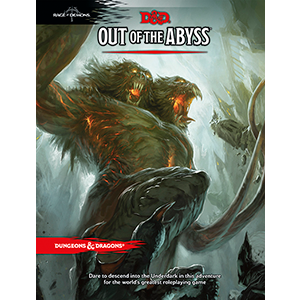 RAGE OF DEMONS
D&D
OUT OF THE ABYSS
DUNGEONS & DRAGONS®
Dare to descend into the Underdark in this adventure
for the world's greatest roleplaying game